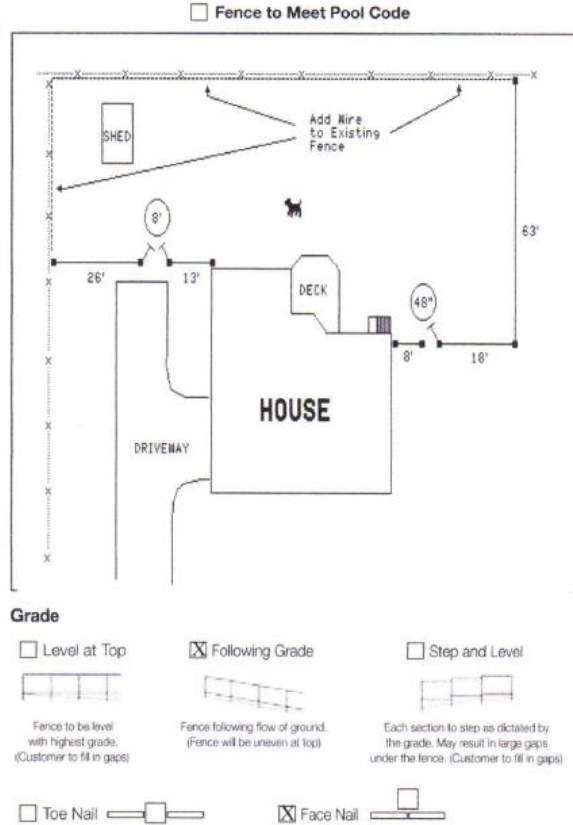 Fence to Meet Pool Code
Add Wire
to Existing
Fence
SHED
8'
63'
26'
13'
DECK
48"
8'
18'
HOUSE
DRIVEWAY
Grade
Level at Top
X Following Grade
Step and Level
Fence to be level
with highest grade.
(Customer to fill in gaps)
Fence following flow of ground.
(Fence will be uneven at top)
Each section to step as dictated by
the grade. May result in large gaps
under the fence. (Customer to fill in gaps)
Toe Nail
X Face Nail